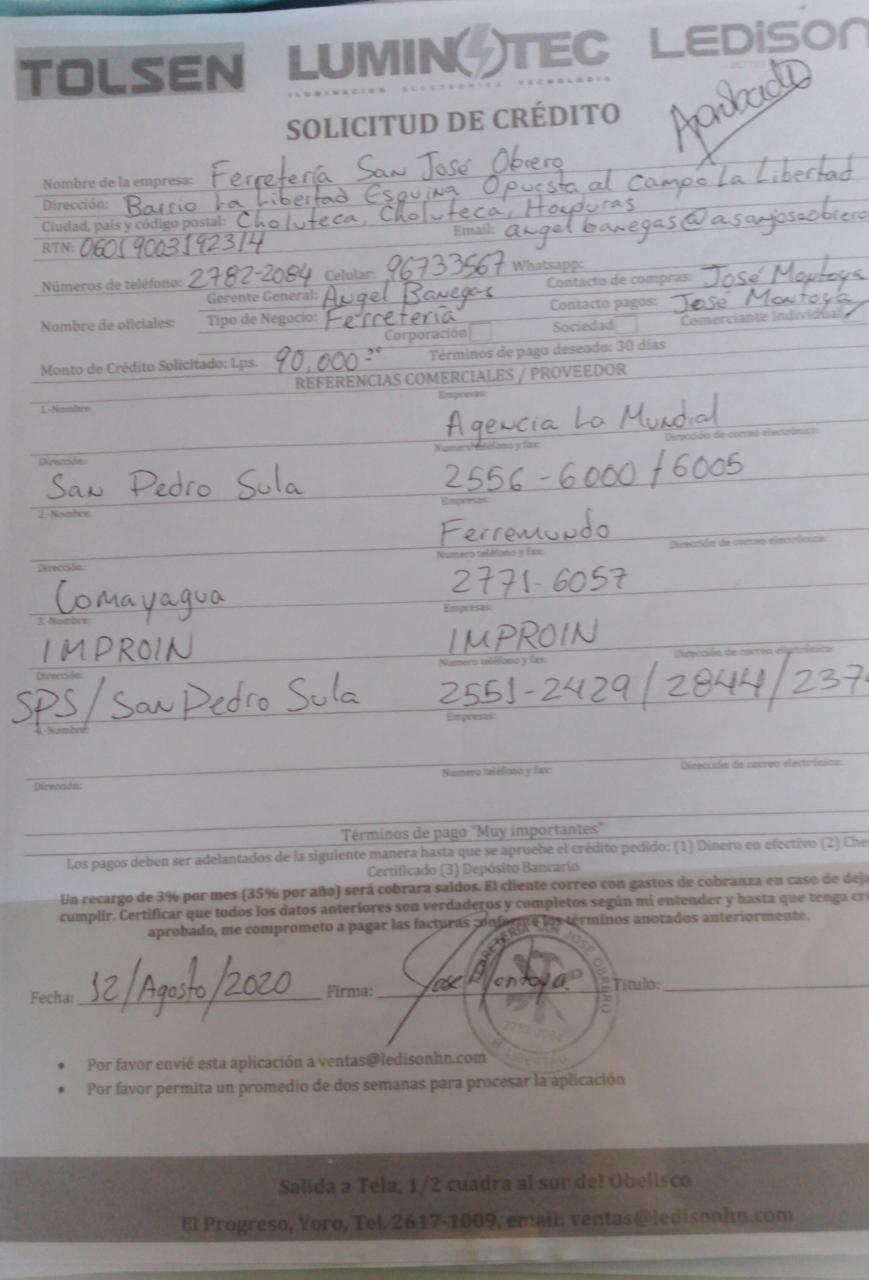 TOLSEN LUMINOTEC LEDISON
ILUMINACION ELECTRONICA TECNOLOGIA
SOLICITUD DE CRÉDITO
Aprobado
Nombre de la empresa: Ferretería San José Obrero
Dirección: Barrio La Libertad Esquina Opuesta al Campo La Libertad
Ciudad, país y código postal: Choluteca, Choluteca, Honduras
RTN: 06019003192314 Email: angelbanegas@asanjoseobrero
Números de teléfono: 2782-2084 Celular: 96733567 Whatsapp:
Gerente General: Angel Banegas Contacto de compras: José Montoya
Nombre de oficiales: Tipo de Negocio: Ferretería Contacto pagos: José Montoya
Corporación Sociedad Comerciante Individual
Monto de Crédito Solicitado: Lps. 90,000.00 Términos de pago deseado: 30 días
REFERENCIAS COMERCIALES / PROVEEDOR
1.-Nombre: Empresas:
Agencia La Mundial
Dirección: Numero teléfono y fax: Dirección de correo electrónico:
San Pedro Sula 2556-6000/6005
2.-Nombre: Empresas:
Ferremundo
Dirección: Numero teléfono y fax: Dirección de correo electrónico:
Comayagua 2771-6057
3.-Nombre: Empresas:
IMPROIN IMPROIN
Dirección: Numero teléfono y fax: Dirección de correo electrónico:
SPS/San Pedro Sula 2551-2429/2844/237
4.-Nombre: Empresas:
Dirección: Numero teléfono y fax: Dirección de correo electrónico:
Términos de pago "Muy importantes"
Los pagos deben ser adelantados de la siguiente manera hasta que se apruebe el crédito pedido: (1) Dinero en efectivo (2) Che
Certificado (3) Depósito Bancario
Un recargo de 3% por mes (35% por año) será cobrara saldos. El cliente correo con gastos de cobranza en caso de deja
cumplir. Certificar que todos los datos anteriores son verdaderos y completos según mi entender y hasta que tenga cre
aprobado, me comprometo a pagar las facturas conforme los términos anotados anteriormente.
Fecha: 12/Agosto/2020 Firma: Jose Montoya Titulo:
FERRETERIA SAN JOSE OBRERO
• Por favor envié esta aplicación a ventas@ledisonhn.com
• Por favor permita un promedio de dos semanas para procesar la aplicación
Salida a Tela, 1/2 cuadra al sur del Obelisco
El Progreso, Yoro, Tel. 2617-1009, email: ventas@ledisonhn.com